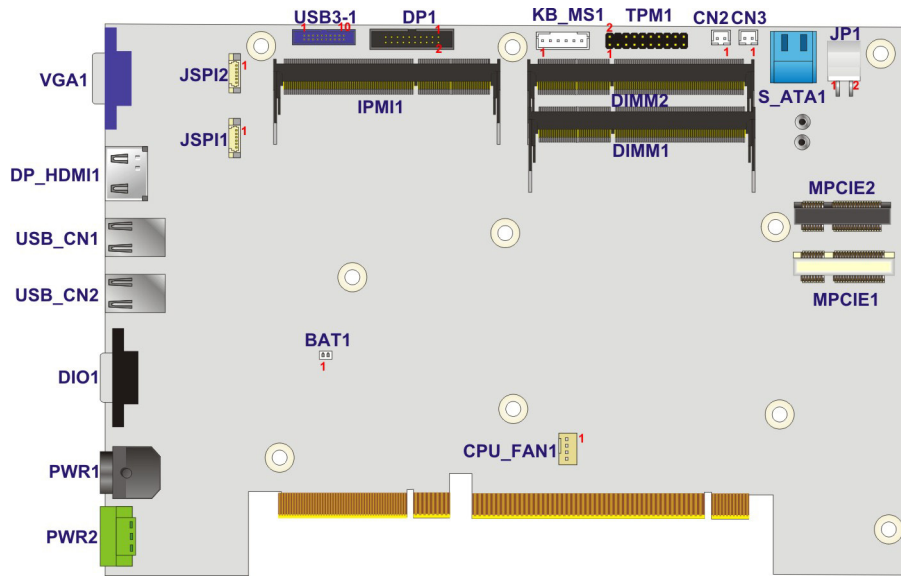 USB3-1 DP1 KB_MS1 TPM1 CN2 CN3 JP1
1 10 1 2
2
1 1 1 1
1 2
VGA1
JSPI2 1
IPMI1
DIMM2
S_ATA1
JSPI1 1
DIMM1
DP_HDMI1
MPCIE2
USB_CN1
USB_CN2
MPCIE1
BAT1
1
DIO1
CPU_FAN1 1
PWR1
PWR2